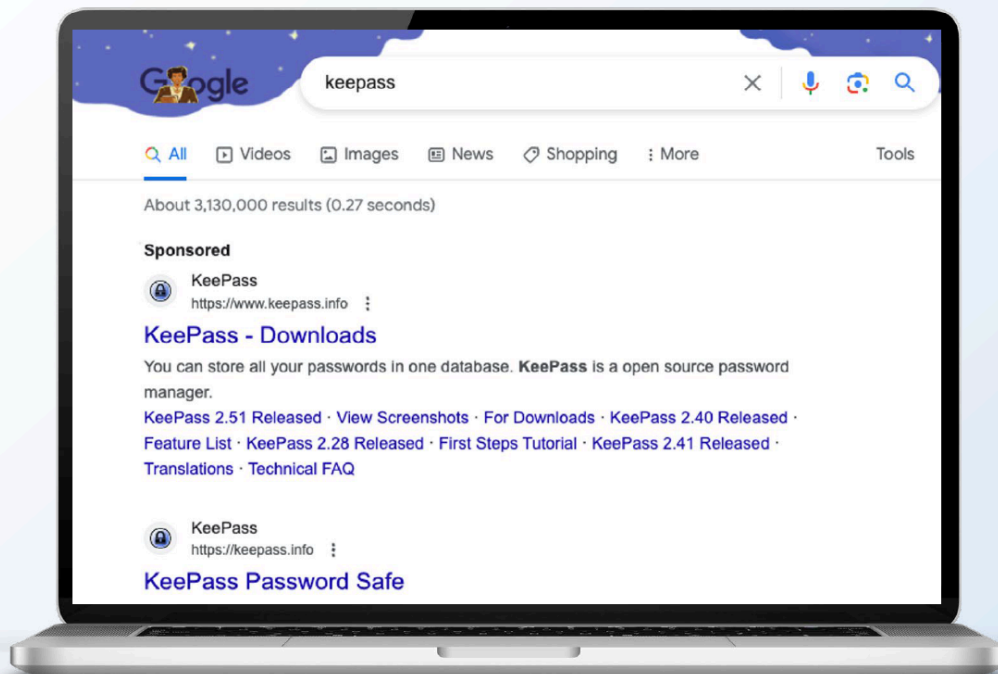 Google
keepass
All Videos Images News Shopping More Tools
About 3,130,000 results (0.27 seconds)
Sponsored
KeePass
https://www.keepass.info
KeePass - Downloads
You can store all your passwords in one database. KeePass is a open source password
manager.
KeePass 2.51 Released · View Screenshots · For Downloads · KeePass 2.40 Released ·
Feature List · KeePass 2.28 Released · First Steps Tutorial · KeePass 2.41 Released ·
Translations · Technical FAQ
KeePass
https://keepass.info
KeePass Password Safe